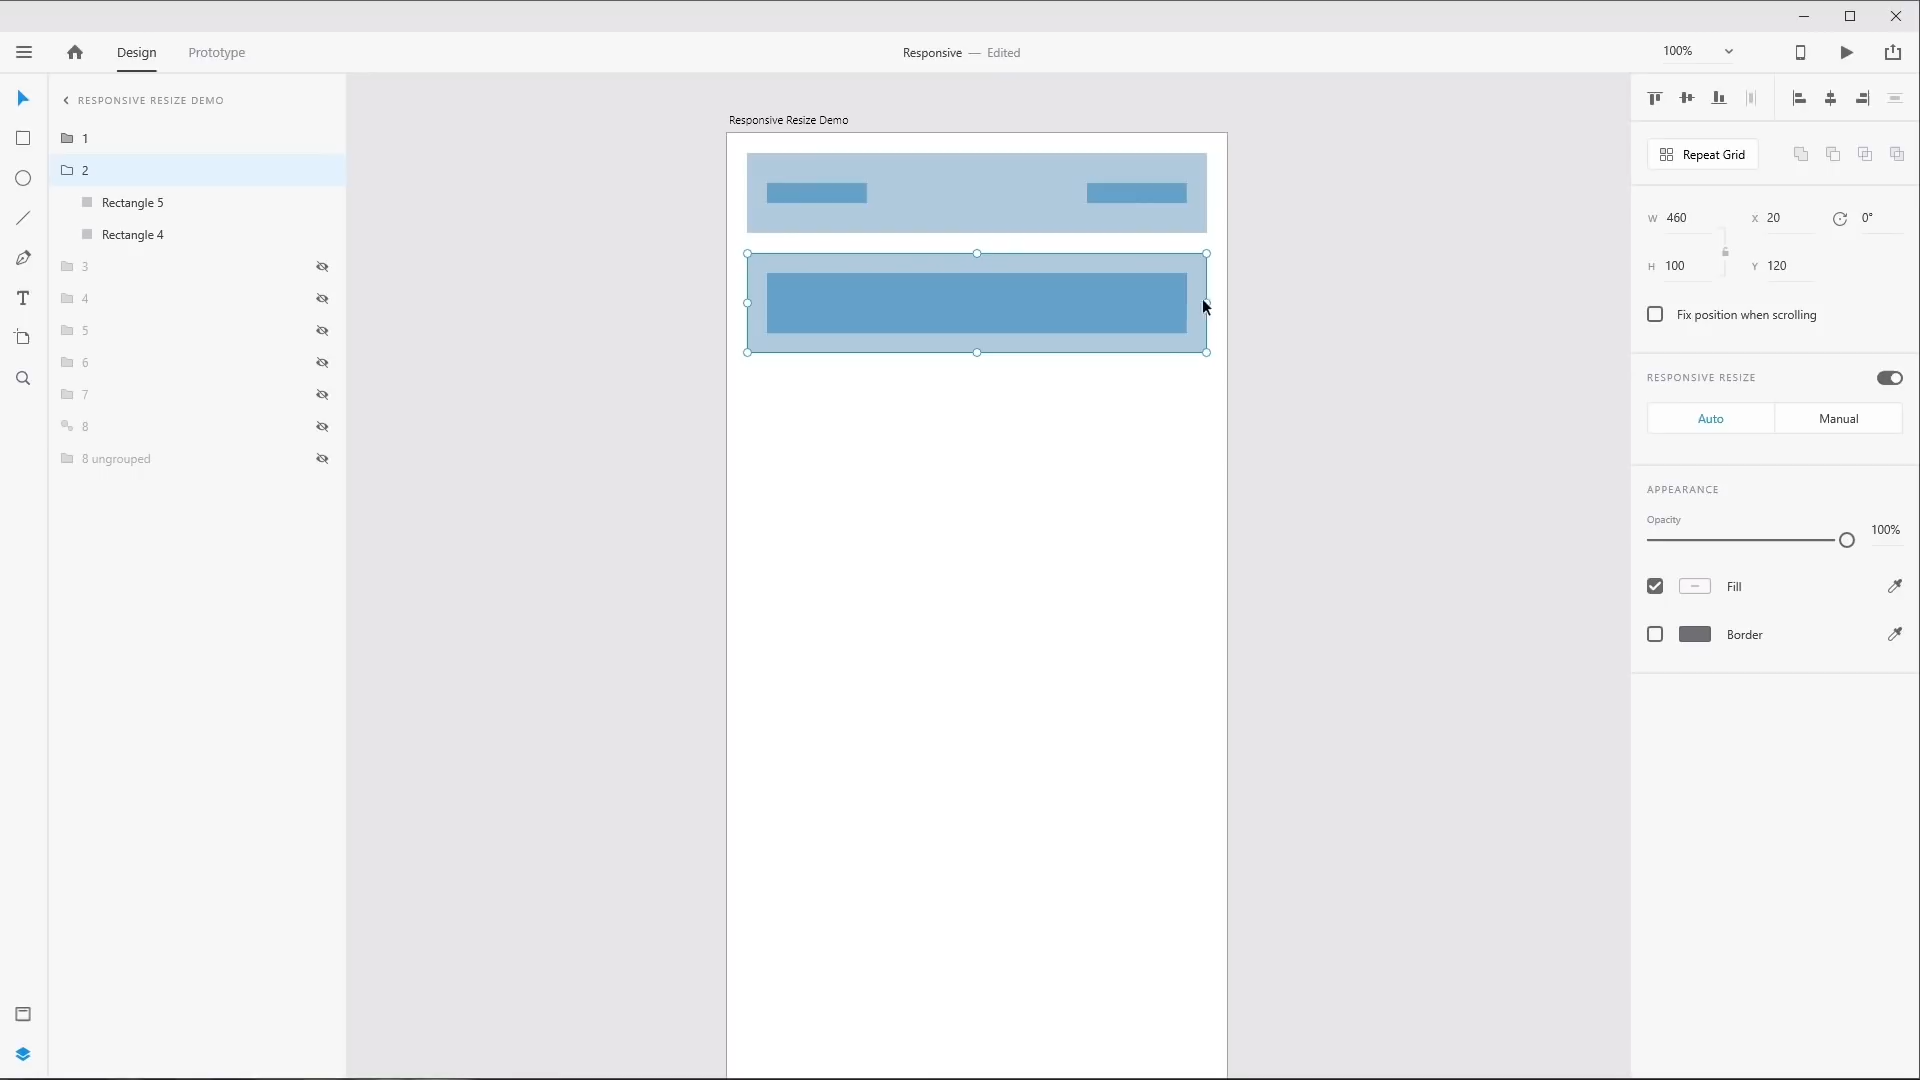 Design
Prototype
Responsive — Edited
100%
RESPONSIVE RESIZE DEMO
1
2
Rectangle 5
Rectangle 4
3
4
5
6
7
8
8 ungrouped
Responsive Resize Demo
Repeat Grid
W 460
X 20
0°
H 100
Y 120
Fix position when scrolling
RESPONSIVE RESIZE
Auto
Manual
APPEARANCE
Opacity
100%
Fill
Border